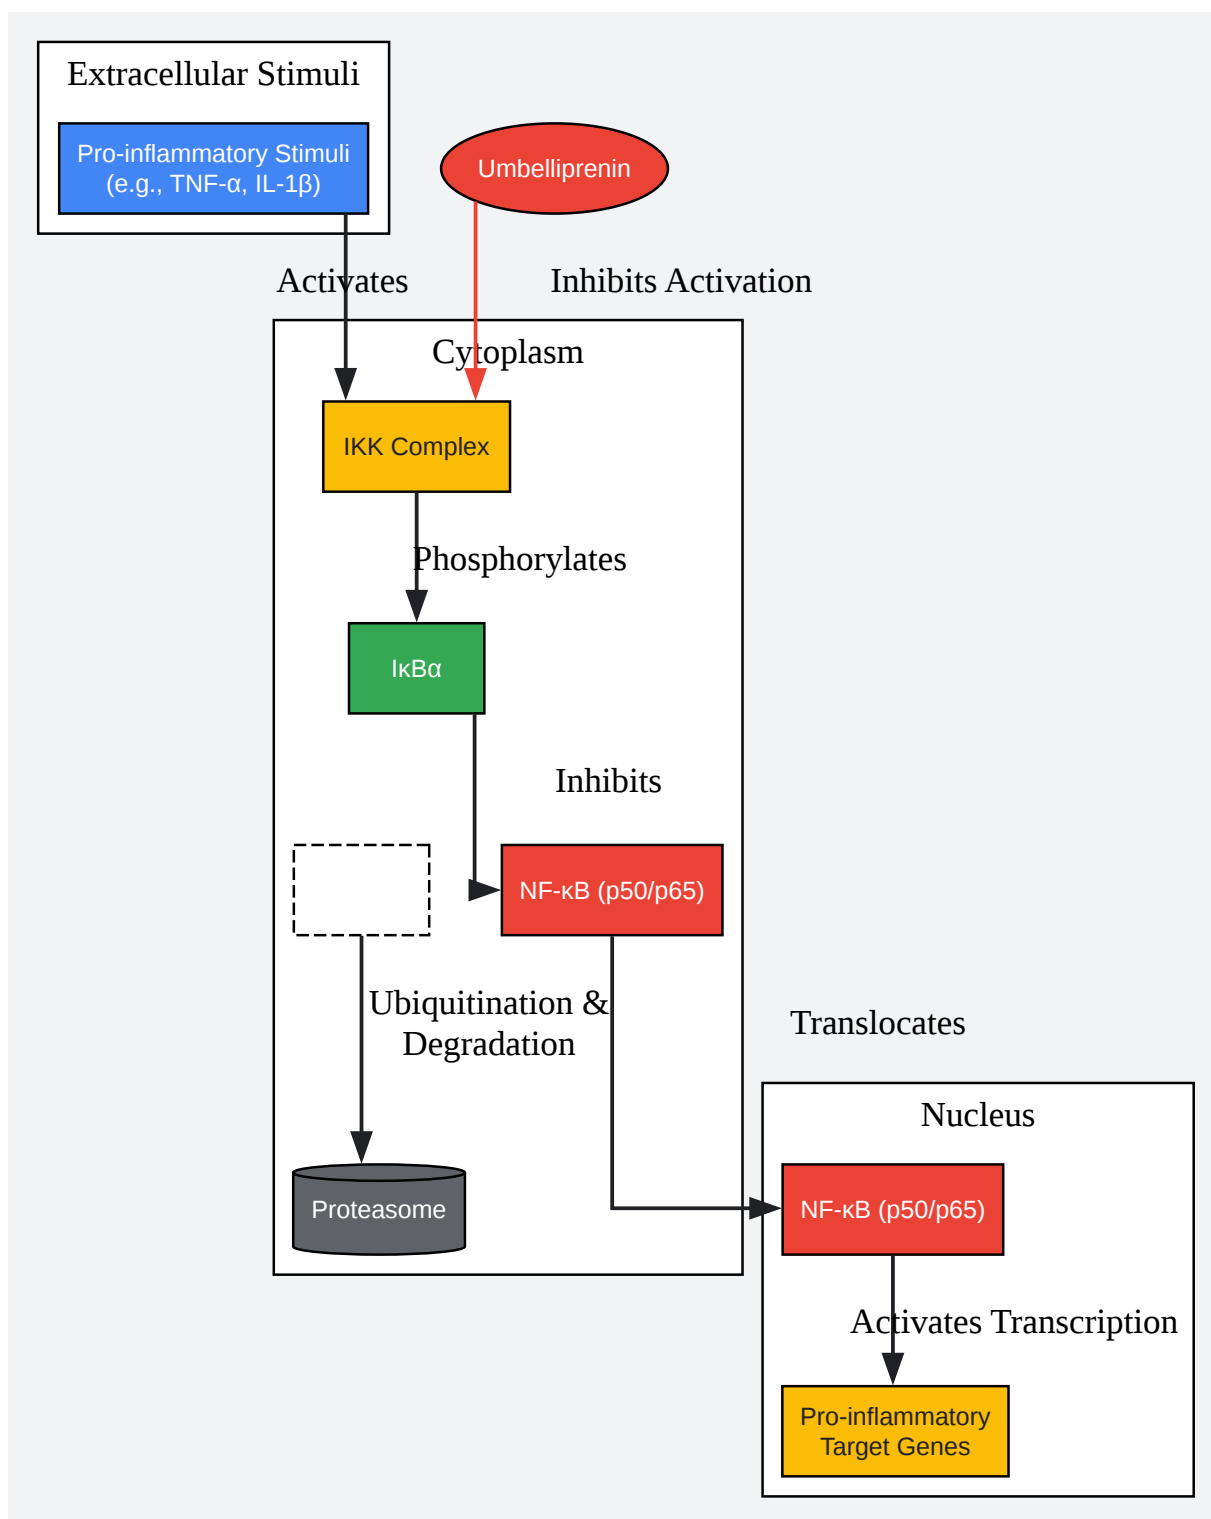 Extracellular Stimuli
Pro-inflammatory Stimuli
(e.g., TNF-α, IL-1β)
Umbelliprenin
Activates
Inhibits Activation
Cytoplasm
IKK Complex
Phosphorylates
IκBα
Inhibits
NF-κB (p50/p65)
Ubiquitination &
Degradation
Translocates
Nucleus
Proteasome
NF-κB (p50/p65)
Activates Transcription
Pro-inflammatory
Target Genes